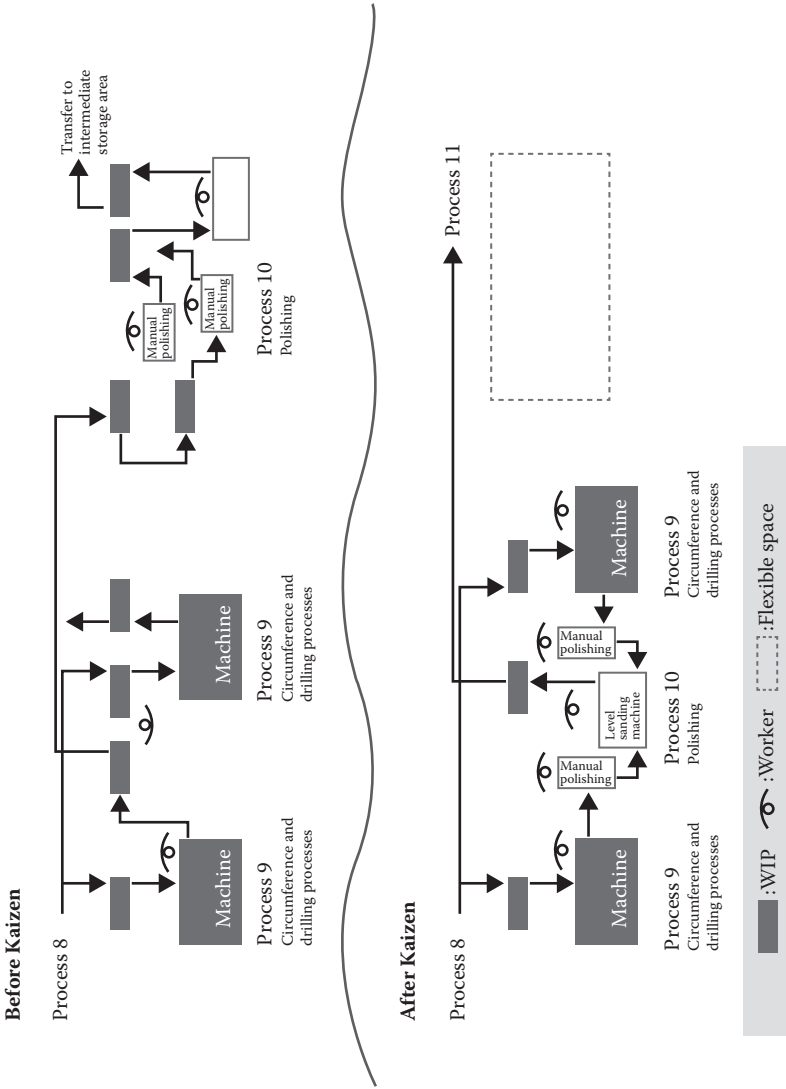 Before Kaizen
Process 8
Machine
Process 9
Circumference and
drilling processes
Machine
Process 9
Circumference and
drilling processes
Manual
polishing
Manual
polishing
Process 10
Polishing
Transfer to
intermediate
storage area
After Kaizen
Process 8
Machine
Process 9
Circumference and
drilling processes
Manual
polishing
Level
sanding
machine
Process 10
Polishing
Manual
polishing
Machine
Process 9
Circumference and
drilling processes
Process 11
:WIP :Worker :Flexible space